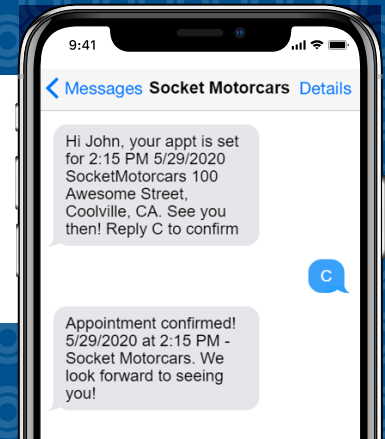 9:41
Messages Socket Motorcars Details
Hi John, your appt is set
for 2:15 PM 5/29/2020
SocketMotorcars 100
Awesome Street,
Coolville, CA. See you
then! Reply C to confirm
C
Appointment confirmed!
5/29/2020 at 2:15 PM -
Socket Motorcars. We
look forward to seeing
you!